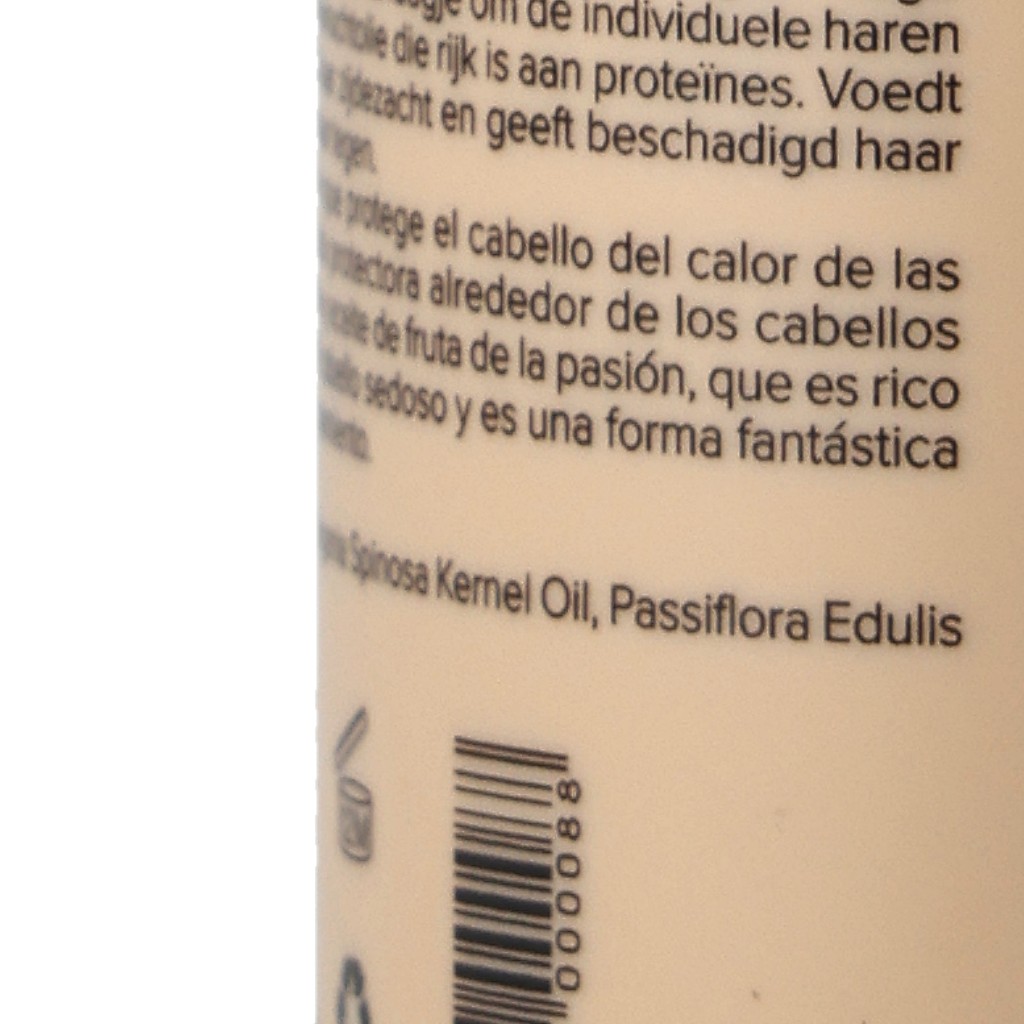 om de individuele haren
die rijk is aan proteïnes. Voedt
zijdezacht en geeft beschadigd haar
protege el cabello del calor de las
protectora alrededor de los cabellos
aceite de fruta de la pasión, que es rico
sedoso y es una forma fantástica
Spinosa Kernel Oil, Passiflora Edulis
000088